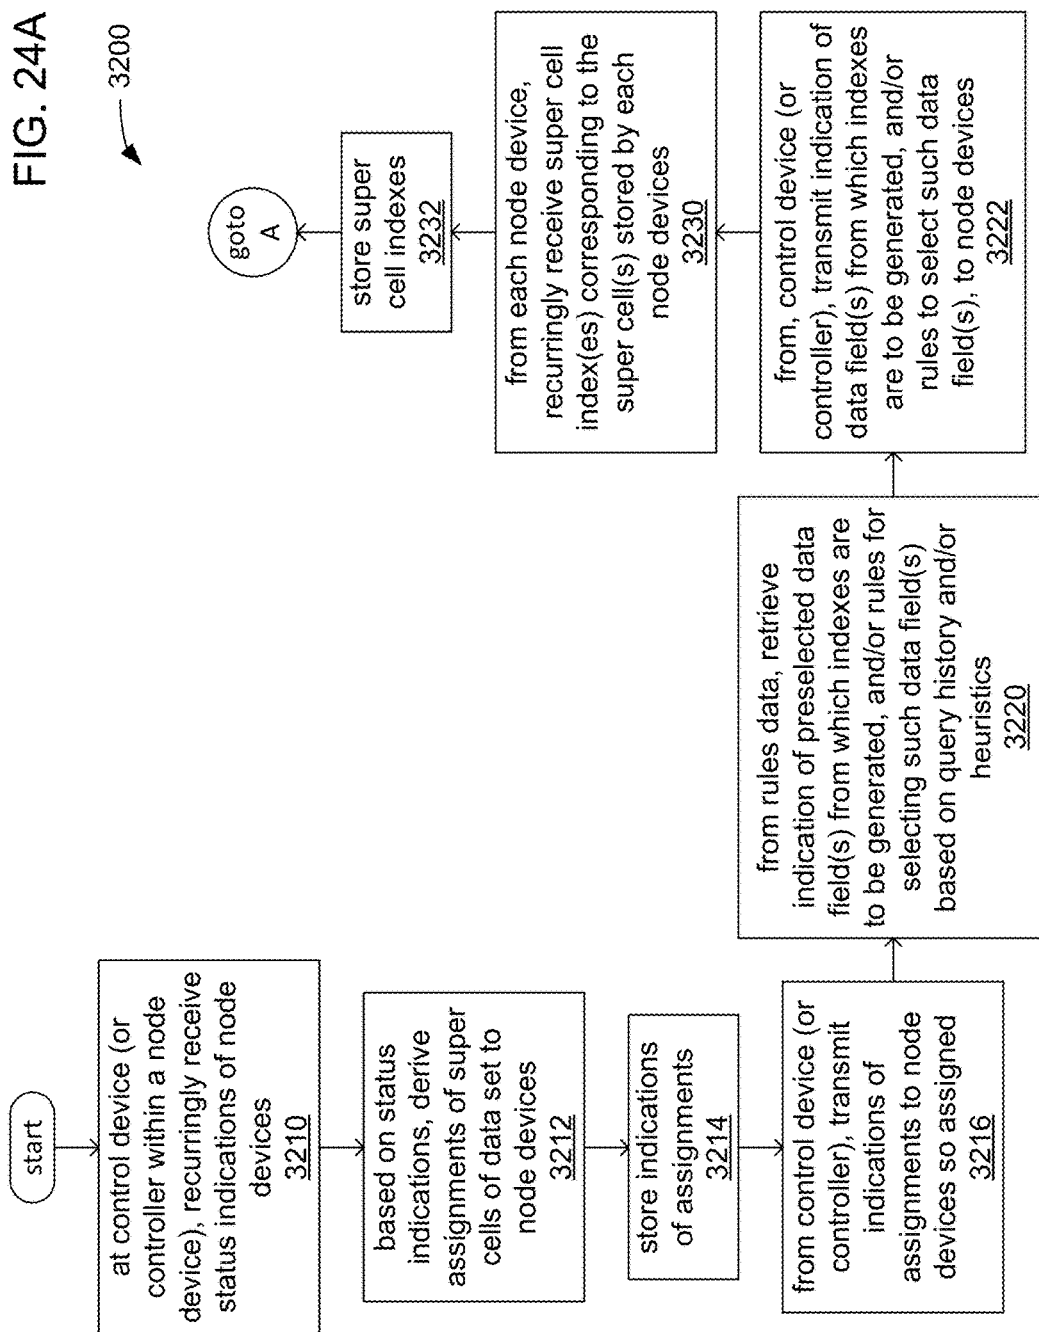 FIG. 24A
3200
start
at control device (or
controller within a node
device), recurringly receive
status indications of node
devices
3210
based on status
indications, derive
assignments of super
cells of data set to
node devices
3212
store indications
of assignments
3214
from control device (or
controller), transmit
indications of
assignments to node
devices so assigned
3216
from rules data, retrieve
indication of preselected data
field(s) from which indexes are
to be generated, and/or rules for
selecting such data field(s)
based on query history and/or
heuristics
3220
from, control device (or
controller), transmit indication of
data field(s) from which indexes
are to be generated, and/or
rules to select such data
field(s), to node devices
3222
from each node device,
recurringly receive super cell
index(es) corresponding to the
super cell(s) stored by each
node devices
3230
store super
cell indexes
3232
goto
A